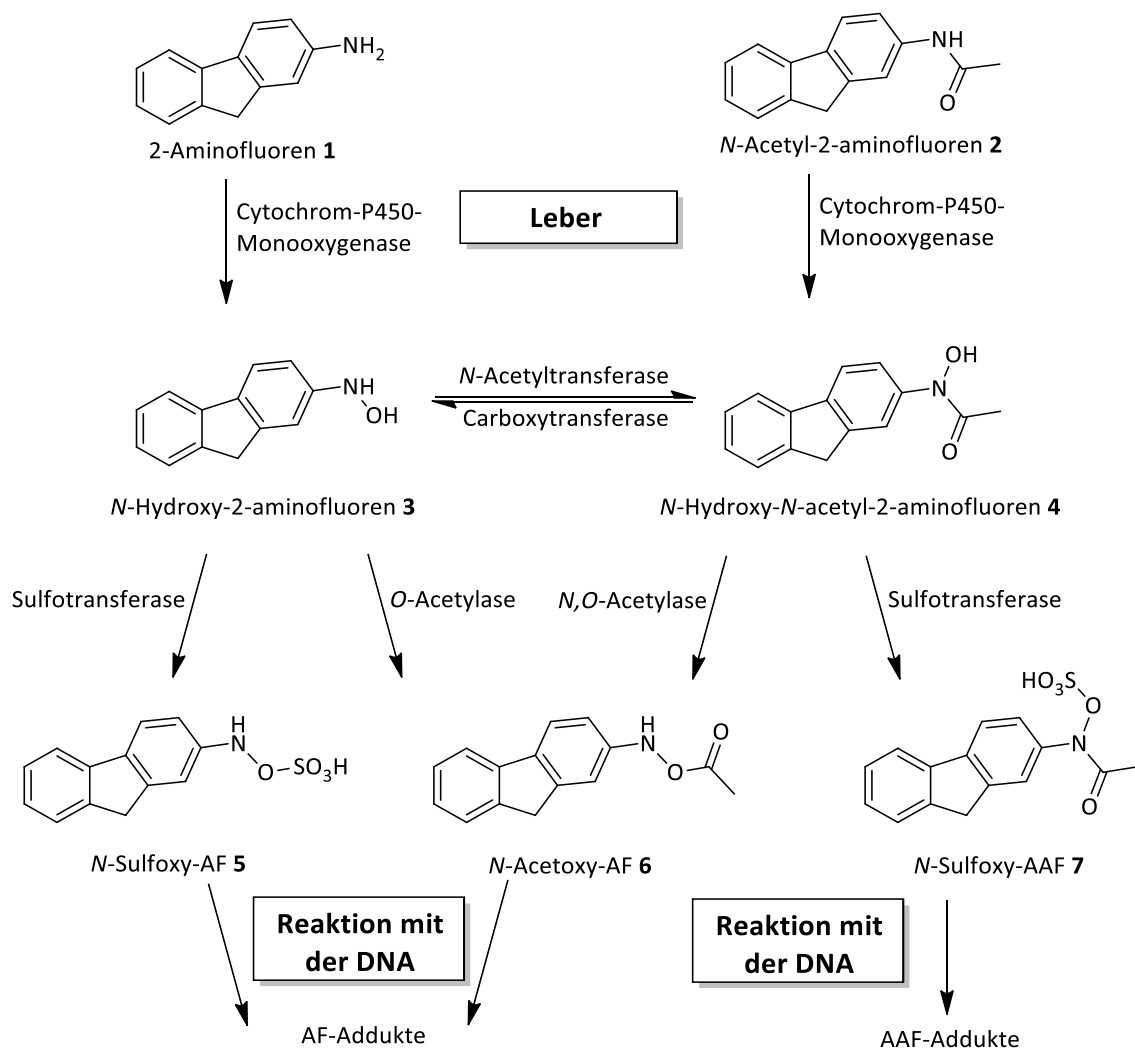 NH2
NH
O
2-Aminofluoren 1
N-Acetyl-2-aminofluoren 2
Cytochrom-P450-
Monooxygenase
Leber
Cytochrom-P450-
Monooxygenase
NH
OH
N-Acetyltransferase
Carboxytransferase
OH
N
O
N-Hydroxy-2-aminofluoren 3
N-Hydroxy-N-acetyl-2-aminofluoren 4
Sulfotransferase
O-Acetylase
N,O-Acetylase
Sulfotransferase
H
N
O
SO3H
H
N
O
O
HO3S
O
N
O
N-Sulfoxy-AF 5
N-Acetoxy-AF 6
N-Sulfoxy-AAF 7
Reaktion mit
der DNA
Reaktion mit
der DNA
AF-Addukte
AAF-Addukte